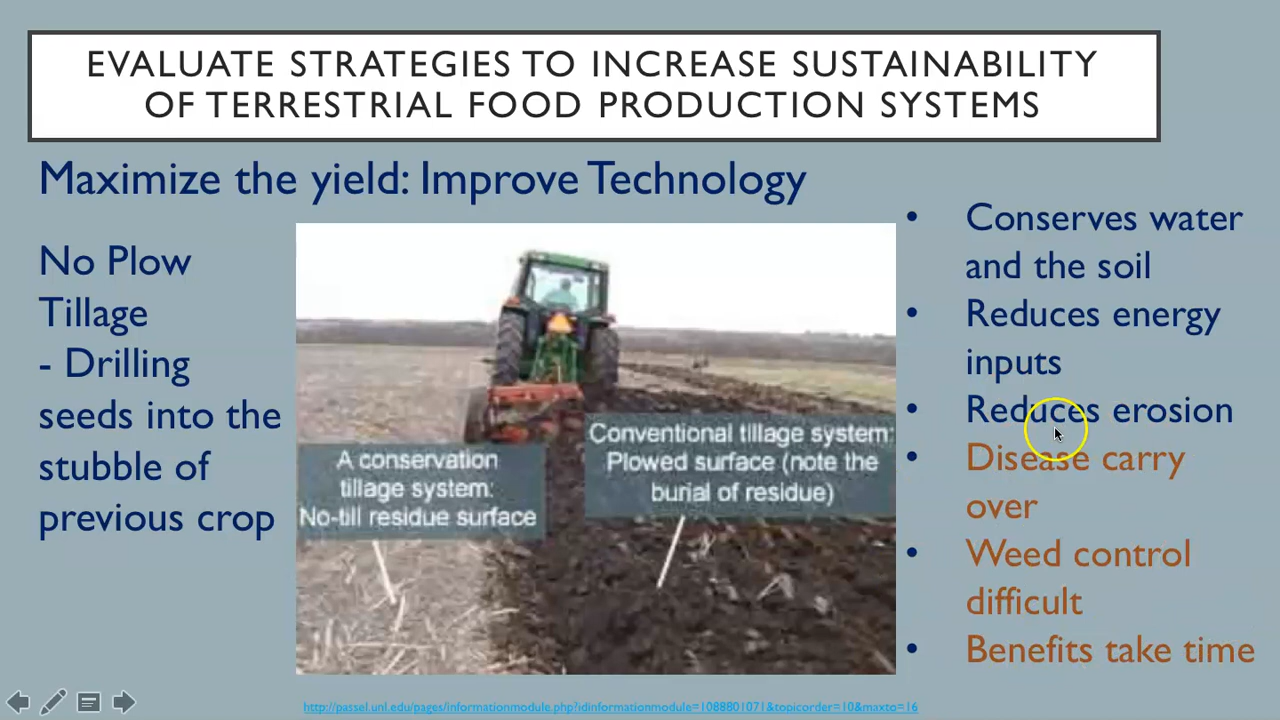 EVALUATE STRATEGIES TO INCREASE SUSTAINABILITY
OF TERRESTRIAL FOOD PRODUCTION SYSTEMS
Maximize the yield: Improve Technology
No Plow
Tillage
- Drilling
seeds into the
stubble of
previous crop
A conservation
tillage system:
No-till residue surface
Conventional tillage system:
Plowed surface (note the
burial of residue)
• Conserves water
and the soil
• Reduces energy
inputs
• Reduces erosion
• Disease carry
over
• Weed control
difficult
• Benefits take time
http://passel.unl.edu/pages/informationmodule.php?idinformationmodule=1088801071&topicorder=10&maxto=16